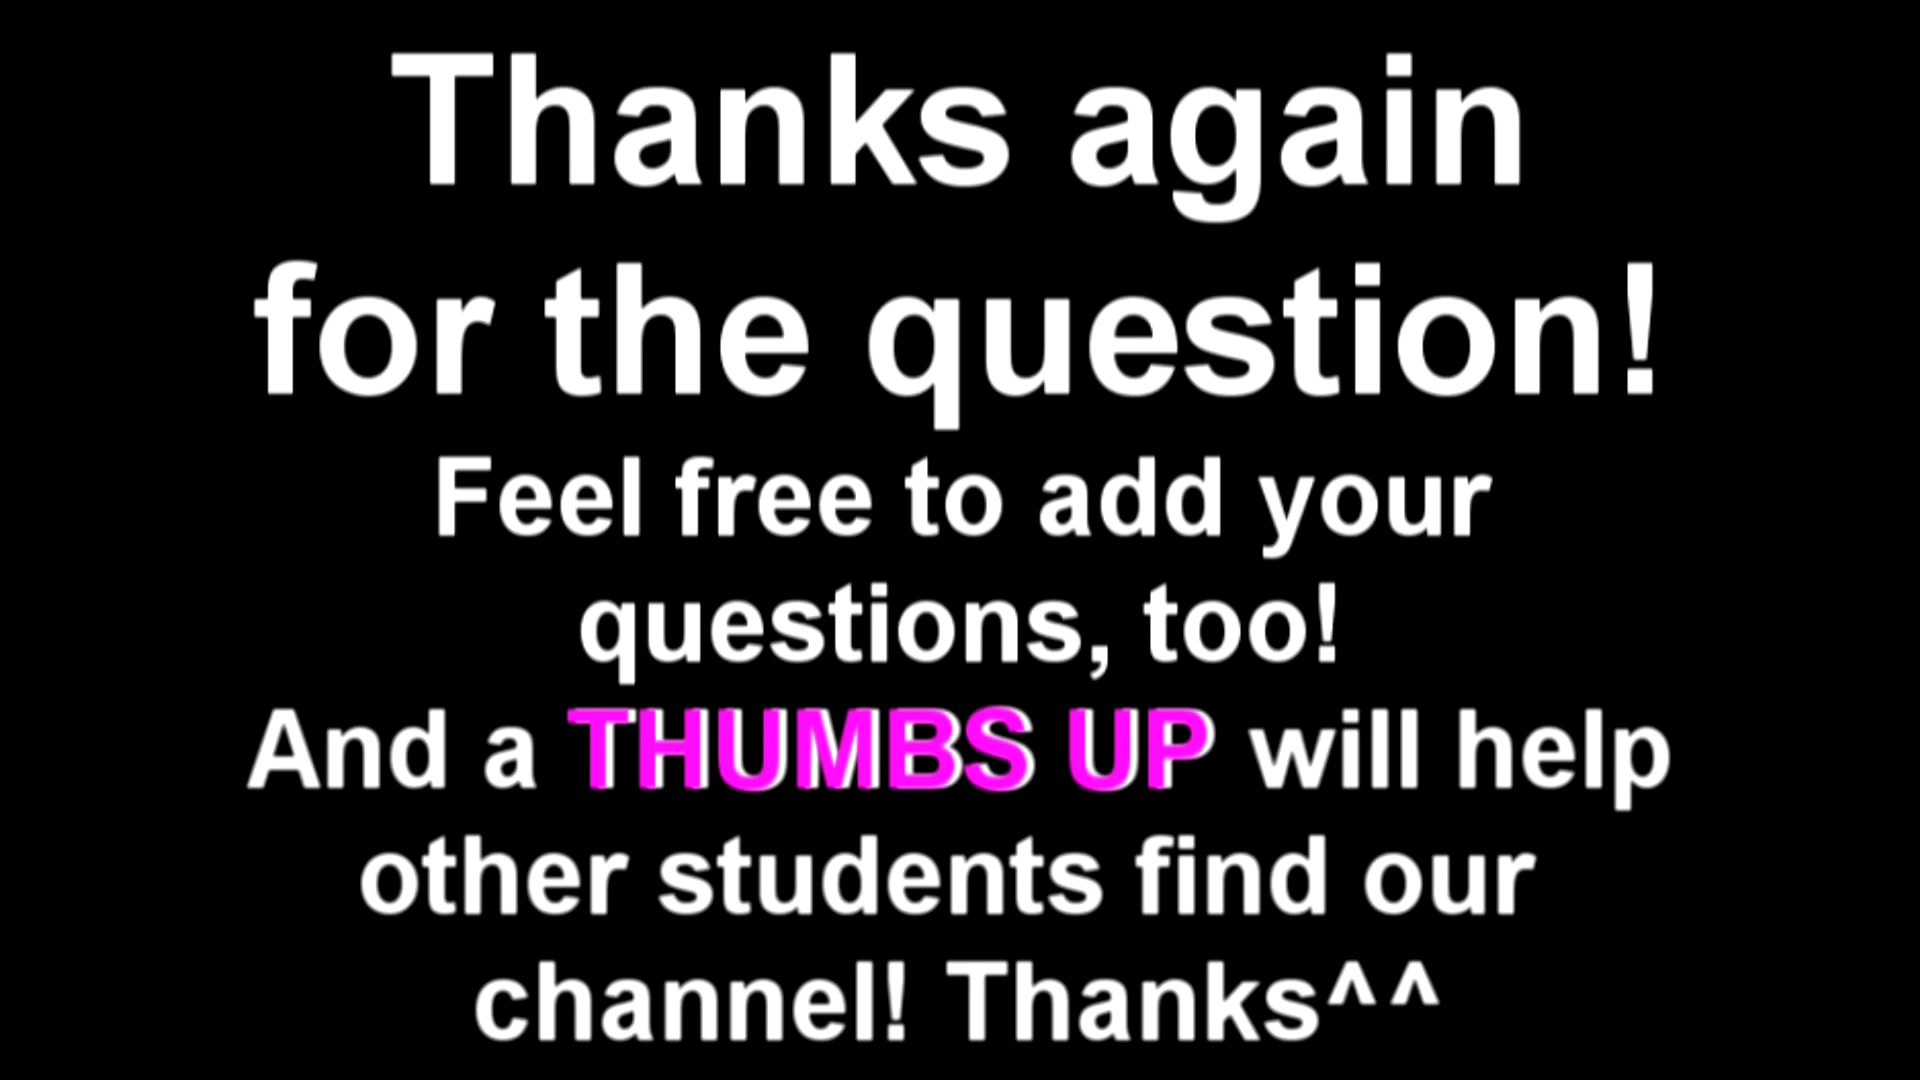 Thanks again
for the question!
Feel free to add your
questions, too!
And a THUMBS UP will help
other students find our
channel! Thanks^^